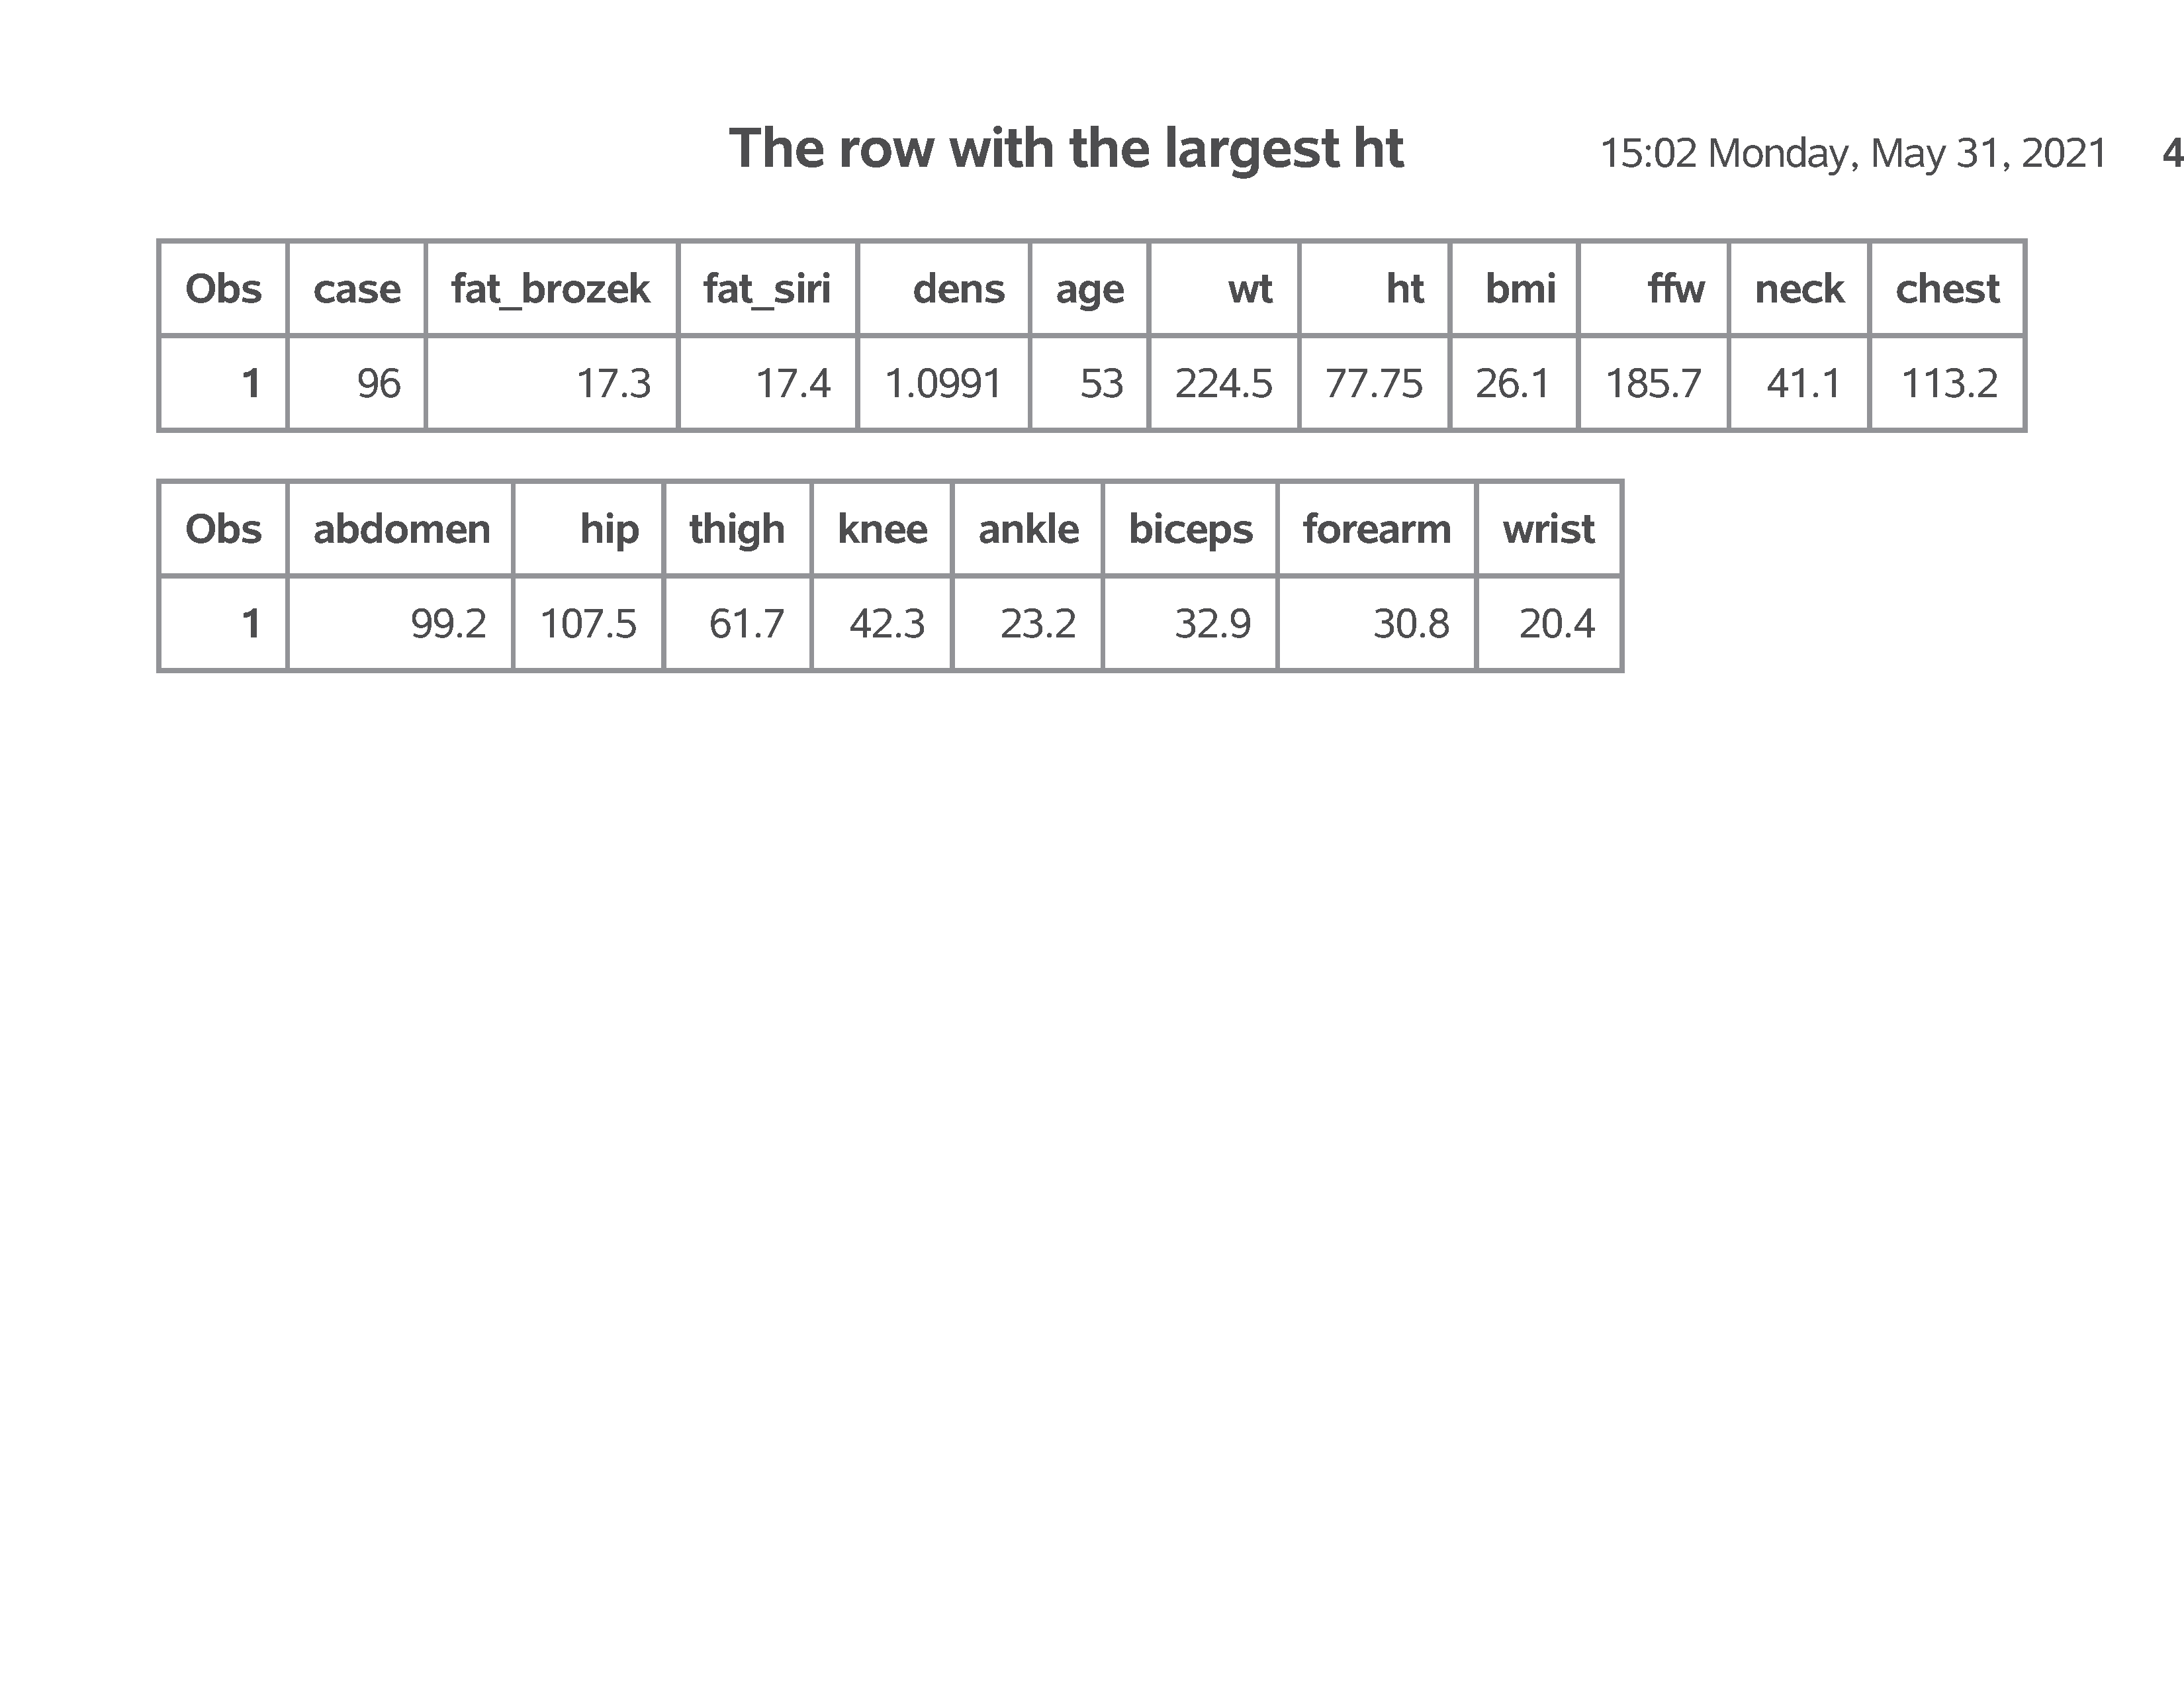 The row with the largest ht 15:02 Monday, May 31, 2021 4
Obs case fat_brozek fat_siri dens age wt ht bmi ffw neck chest
1 96 17.3 17.4 1.0991 53 224.5 77.75 26.1 185.7 41.1 113.2
Obs abdomen hip thigh knee ankle biceps forearm wrist
1 99.2 107.5 61.7 42.3 23.2 32.9 30.8 20.4